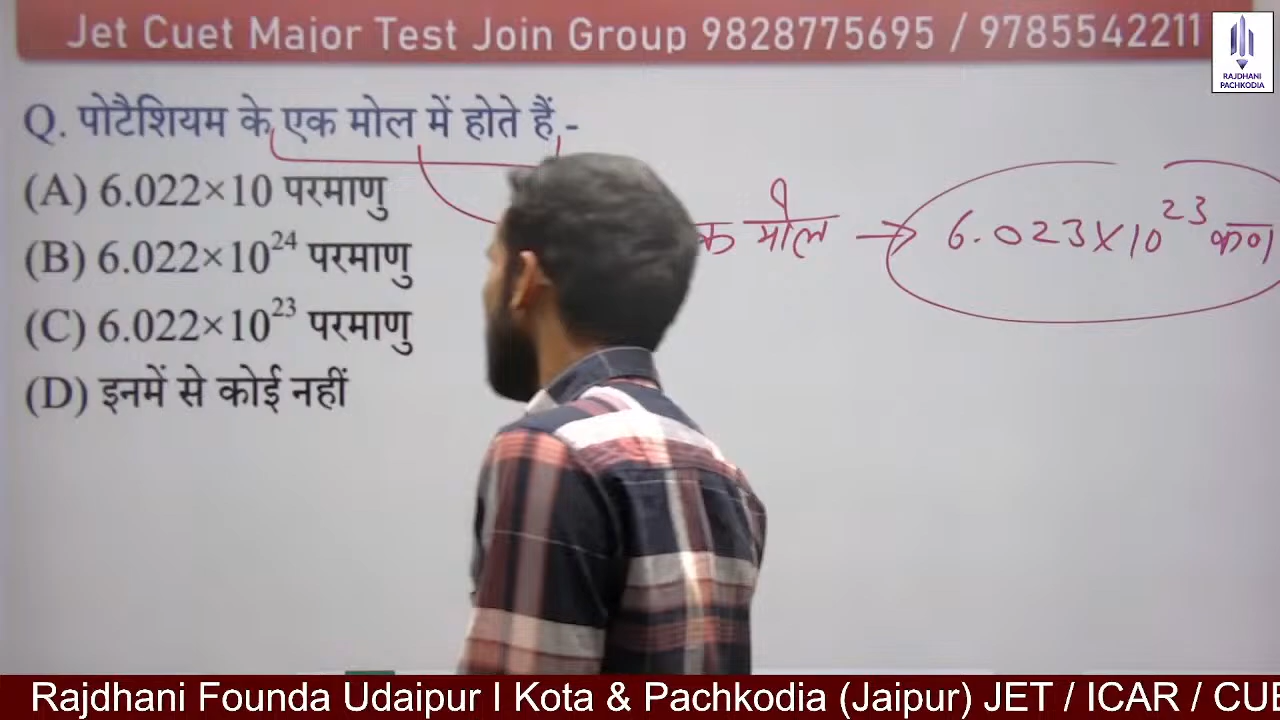 Jet Cuet Major Test Join Group 9828775695 / 9785542211
RAJDHANI
PACHKODIA
Q. पोटैशियम के एक मोल में होते हैं,-
(A) 6.022×10 परमाणु
(B) 6.022×10²⁴ परमाणु
(C) 6.022×10²³ परमाणु
(D) इनमें से कोई नहीं
मोल → 6.023×10²³ कण
Rajdhani Founda Udaipur I Kota & Pachkodia (Jaipur) JET / ICAR / CUE